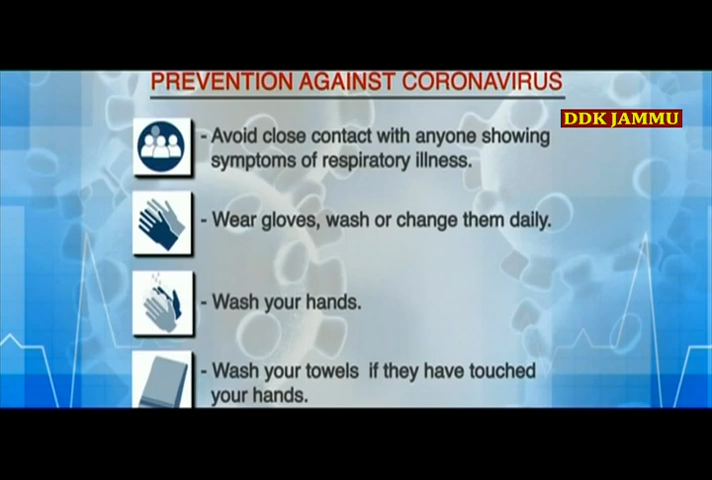 PREVENTION AGAINST CORONAVIRUS
DDK JAMMU
- Avoid close contact with anyone showing
symptoms of respiratory illness.
- Wear gloves, wash or change them daily.
- Wash your hands.
- Wash your towels if they have touched
your hands.